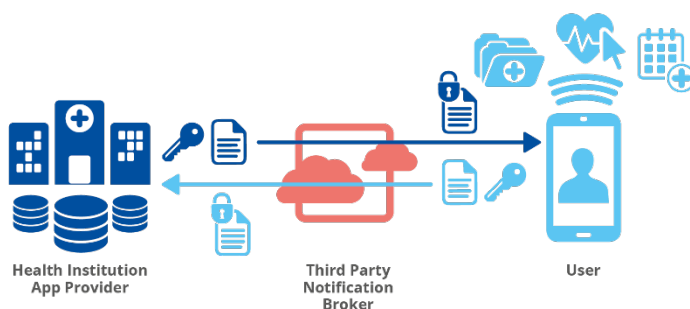 Health Institution
App Provider
Third Party
Notification
Broker
User